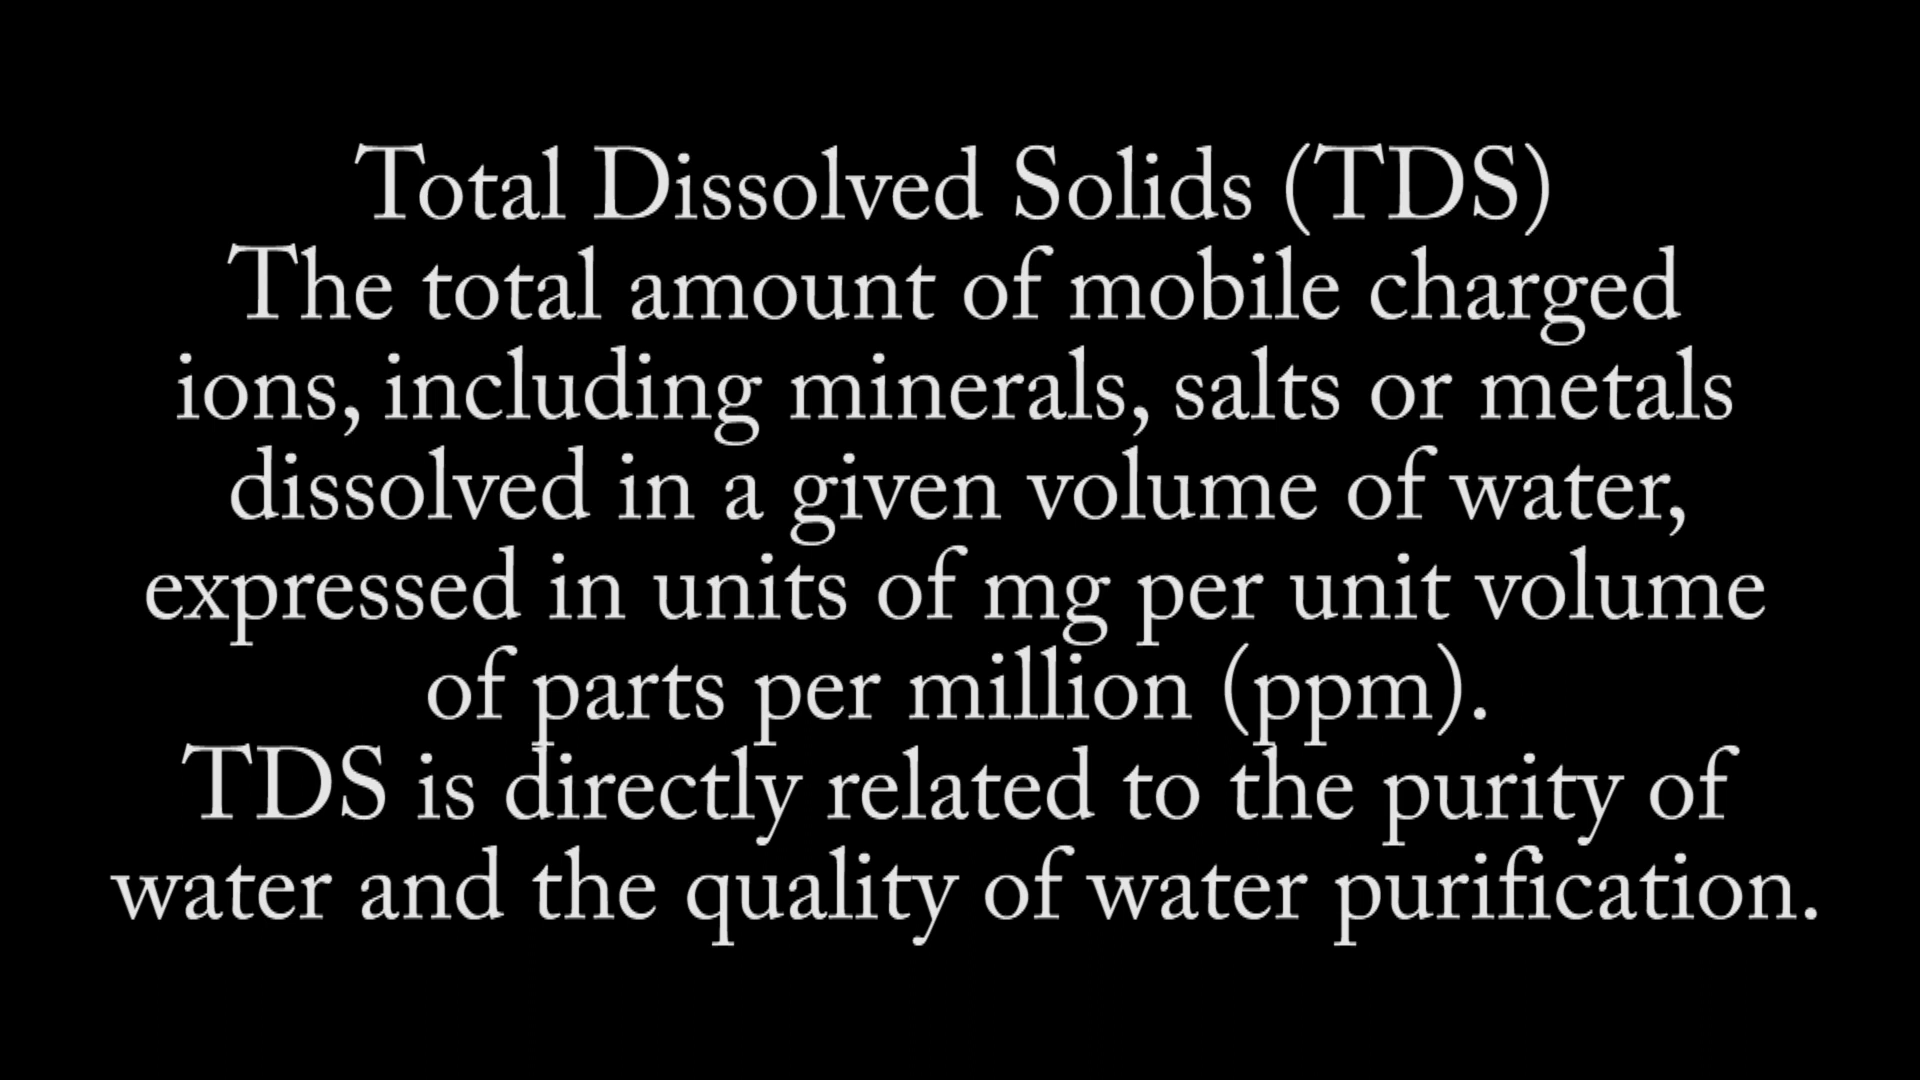 Total Dissolved Solids (TDS)
The total amount of mobile charged
ions, including minerals, salts or metals
dissolved in a given volume of water,
expressed in units of mg per unit volume
of parts per million (ppm).
TDS is directly related to the purity of
water and the quality of water purification.